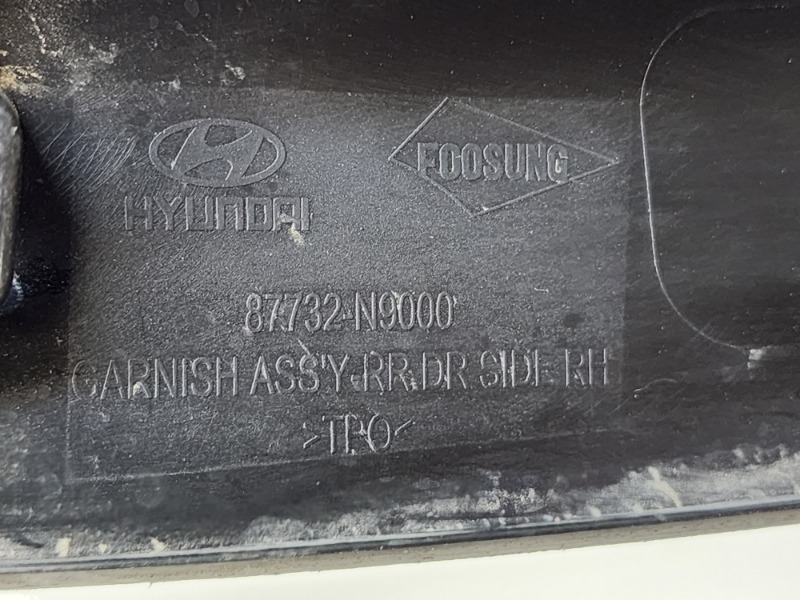 HYUNDAI
FOOSUNG
87732-N9000
GARNISH ASS'Y-RR.DR SIDE RH
>TPO<